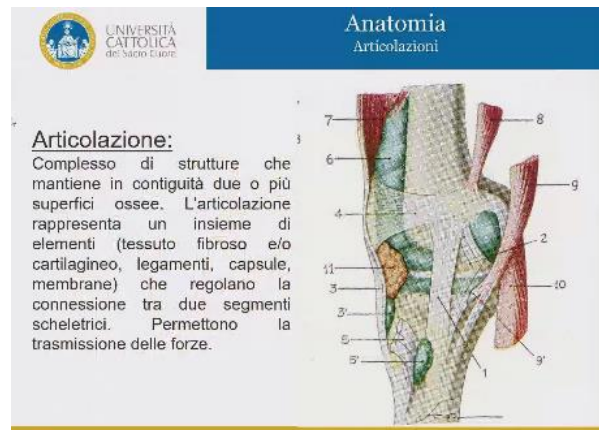 UNIVERSITÀ
CATTOLICA
del Sacro Cuore
Anatomia
Articolazioni
Articolazione:
Complesso di strutture che
mantiene in contiguità due o più
superfici ossee. L'articolazione
rappresenta un insieme di
elementi (tessuto fibroso e/o
cartilagineo, legamenti, capsule,
membrane) che regolano la
connessione tra due segmenti
scheletrici. Permettono la
trasmissione delle forze.
7
8
6
9
4
2
11
3
10
3'
5
5'
1
9'